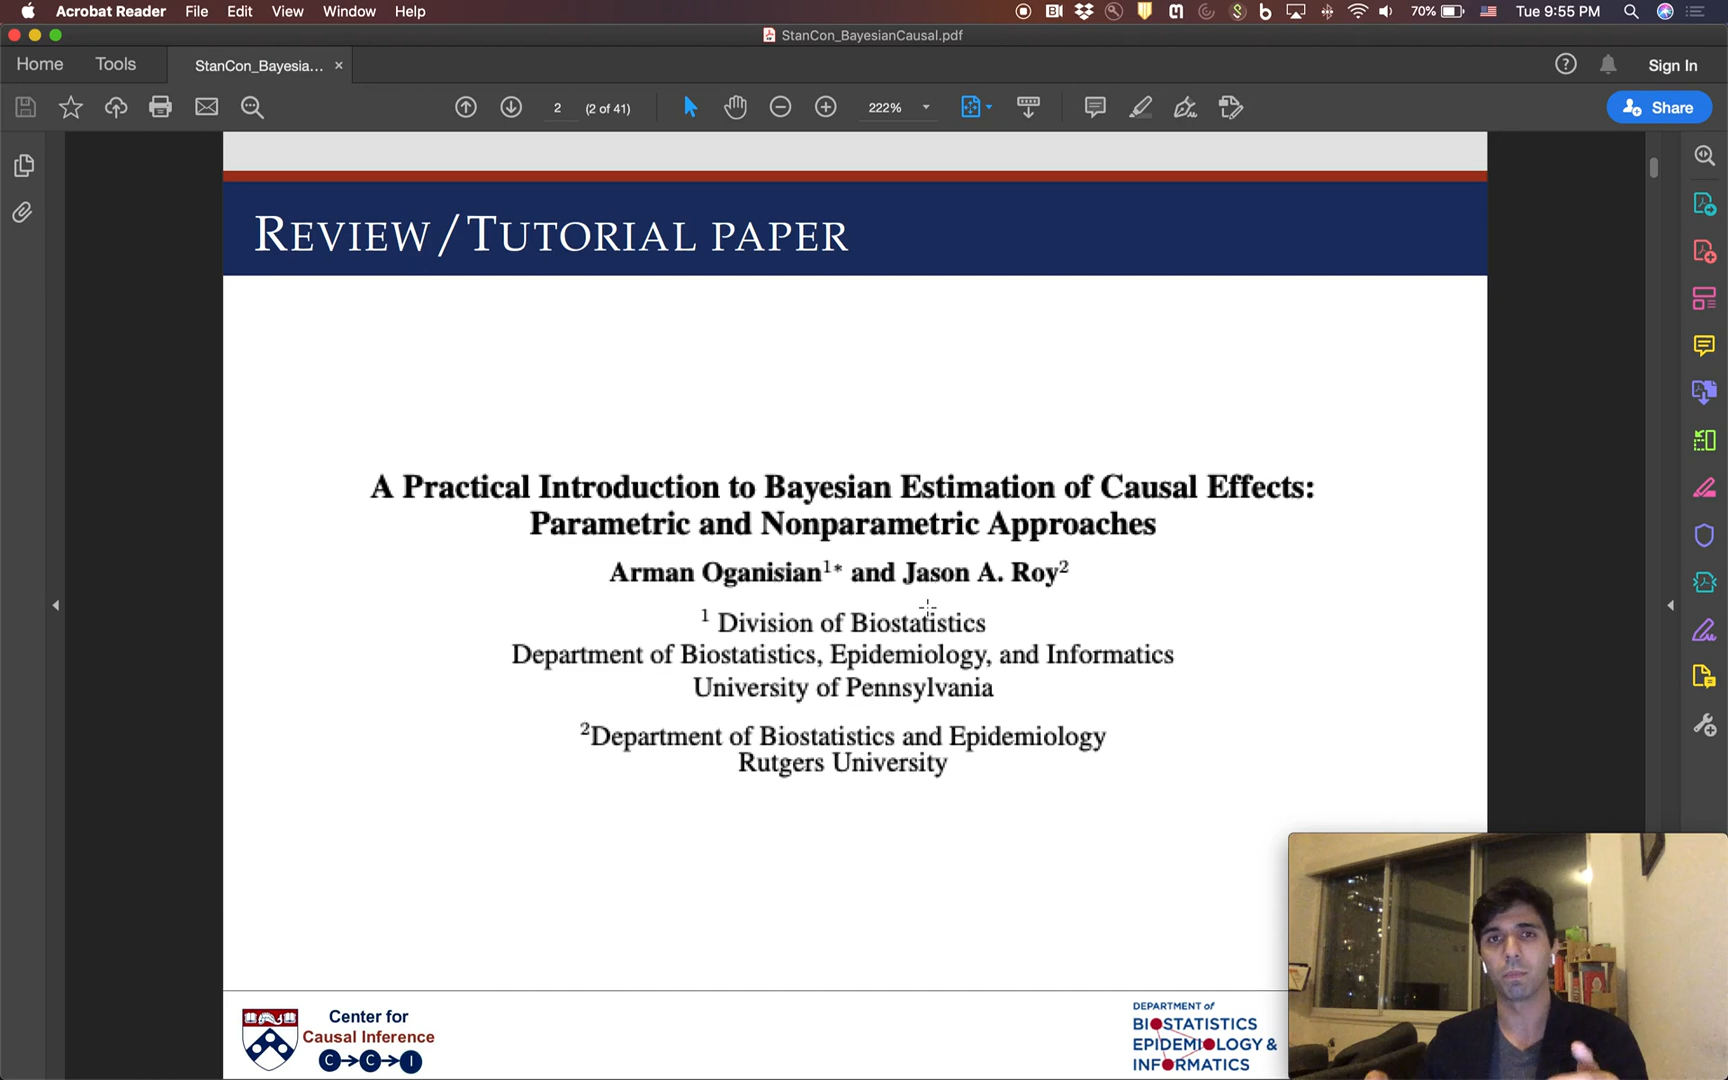 Acrobat Reader File Edit View Window Help 70% Tue 9:55 PM
StanCon_BayesianCausal.pdf
Home Tools StanCon_Bayesia... × Sign In
2 (2 of 41) 222% Share
REVIEW/TUTORIAL PAPER
A Practical Introduction to Bayesian Estimation of Causal Effects:
Parametric and Nonparametric Approaches
Arman Oganisian¹* and Jason A. Roy²
¹ Division of Biostatistics
Department of Biostatistics, Epidemiology, and Informatics
University of Pennsylvania
²Department of Biostatistics and Epidemiology
Rutgers University
Center for
Causal Inference
C→C→I
DEPARTMENT of
BIOSTATISTICS
EPIDEMIOLOGY &
INFORMATICS